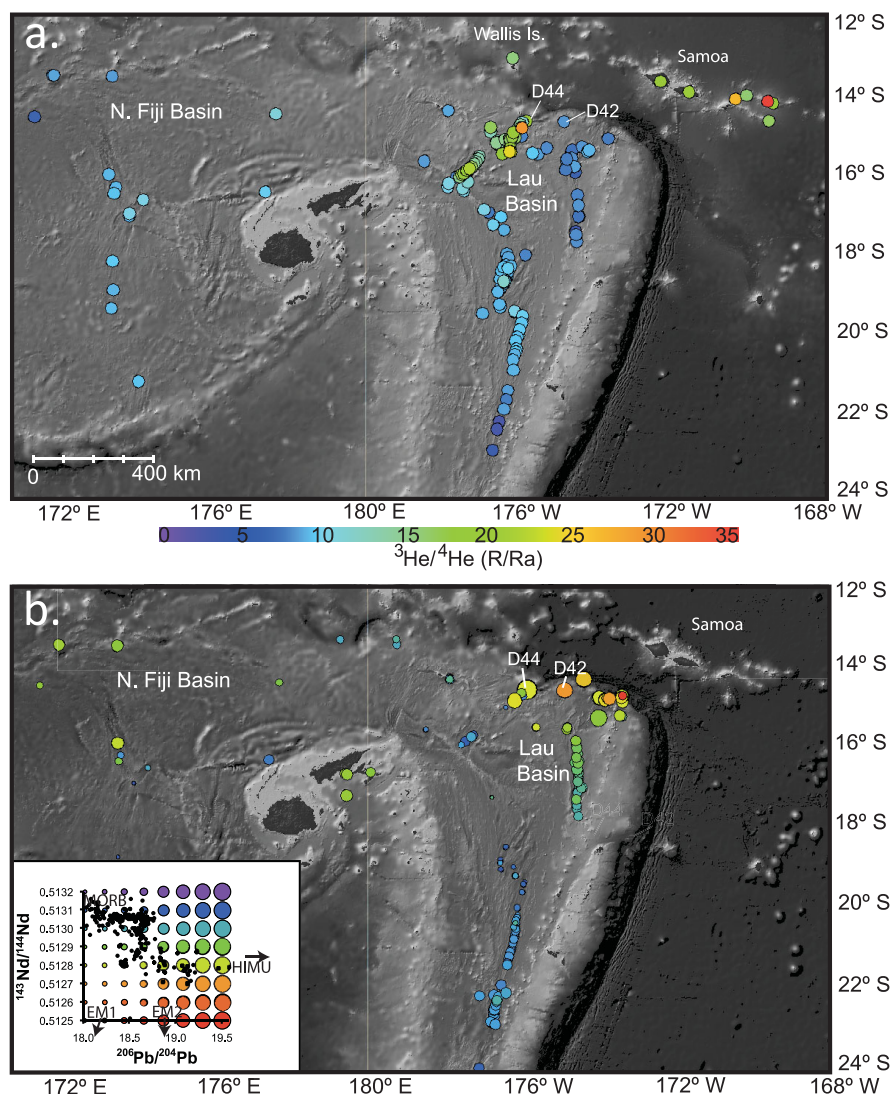 a.
Wallis Is.
Samoa
N. Fiji Basin
D44
D42
Lau
Basin
0 400 km
12º S
14º S
16º S
18º S
20º S
22º S
24º S
172º E 176º E 180º E 176º W 172º W 168º W
0 5 10 15 20 25 30 35
³He/⁴He (R/Ra)
b.
Samoa
N. Fiji Basin
D44
D42
Lau
Basin
12º S
14º S
16º S
18º S
20º S
22º S
24º S
172º E 176º E 180º E 176º W 172º W 168º W
¹⁴³Nd/¹⁴⁴Nd
0.5132
0.5131
0.5130
0.5129
0.5128
0.5127
0.5126
0.5125
MORB
HIMU
EM1
EM2
18.0 18.5 19.0 19.5
²⁰⁶Pb/²⁰⁴Pb